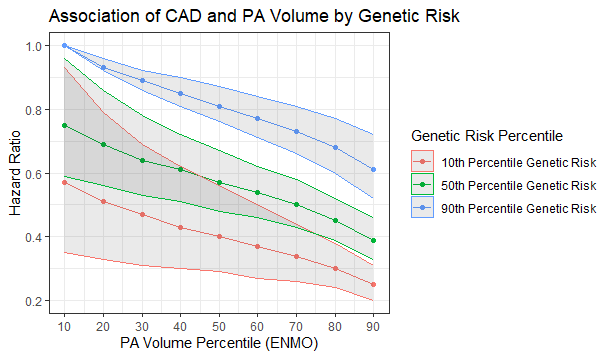 Association of CAD and PA Volume by Genetic Risk
Hazard Ratio
1.0
0.8
0.6
0.4
0.2
10 20 30 40 50 60 70 80 90
PA Volume Percentile (ENMO)
Genetic Risk Percentile
10th Percentile Genetic Risk
50th Percentile Genetic Risk
90th Percentile Genetic Risk